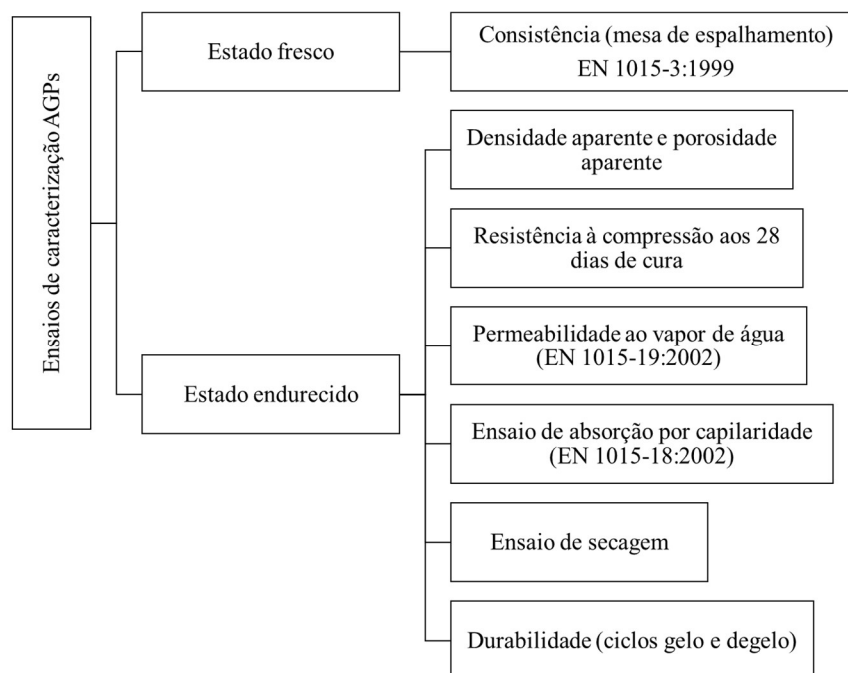 Ensaios de caracterização AGPs
Estado fresco
Consistência (mesa de espalhamento)
EN 1015-3:1999
Estado endurecido
Densidade aparente e porosidade
aparente
Resistência à compressão aos 28
dias de cura
Permeabilidade ao vapor de água
(EN 1015-19:2002)
Ensaio de absorção por capilaridade
(EN 1015-18:2002)
Ensaio de secagem
Durabilidade (ciclos gelo e degelo)